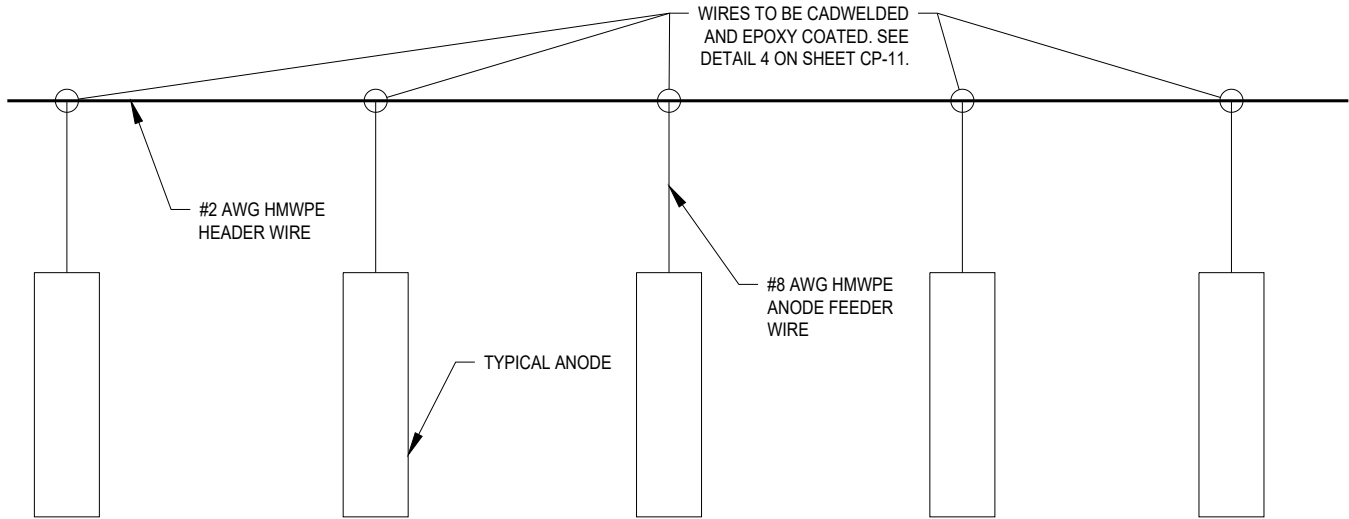 WIRES TO BE CADWELDED
AND EPOXY COATED. SEE
DETAIL 4 ON SHEET CP-11.
#2 AWG HMWPE
HEADER WIRE
#8 AWG HMWPE
ANODE FEEDER
WIRE
TYPICAL ANODE